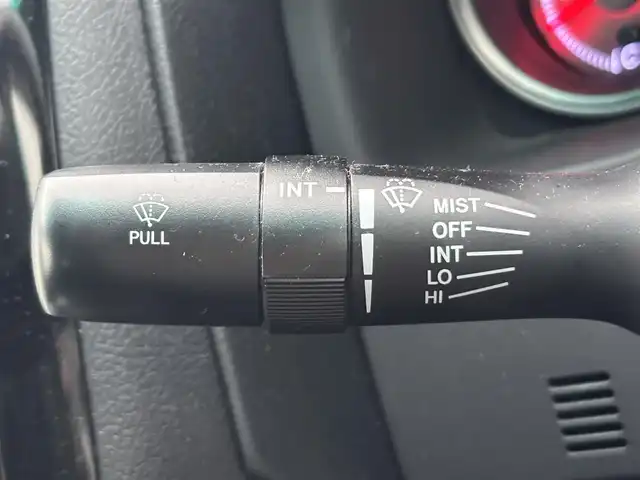 PULL
INT
MIST
OFF
INT
LO
HI